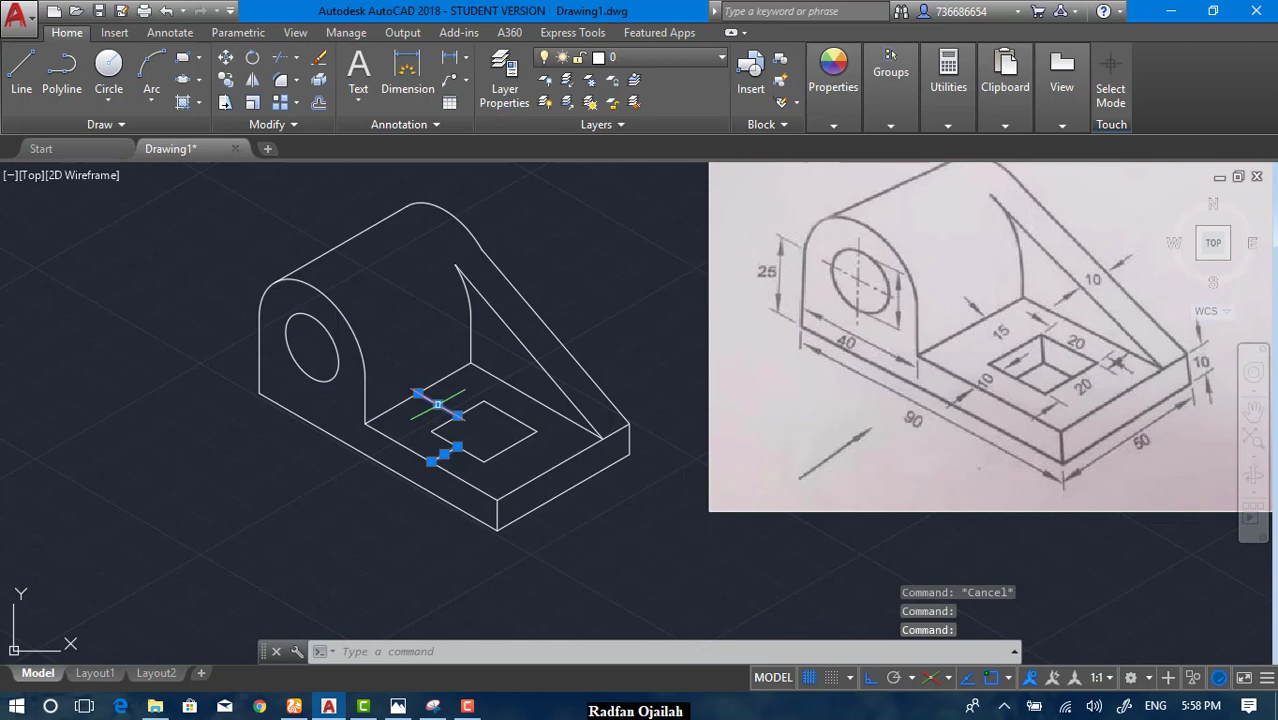 Autodesk AutoCAD 2018 - STUDENT VERSION Drawing1.dwg
Type a keyword or phrase
736686654
Home Insert Annotate Parametric View Manage Output Add-ins A360 Express Tools Featured Apps
Line Polyline Circle Arc Text Dimension Layer Properties 0 Insert Properties Groups Utilities Clipboard View Select Mode
Draw Modify Annotation Layers Block Touch
Start Drawing1*
[−][Top][2D Wireframe]
N
W TOP E
S
WCS
25
10
15
20
40
10
20
10
90
50
Command: *Cancel*
Command:
Command:
Y
X
Type a command
Model Layout1 Layout2
MODEL 1:1
Radfan Ojailah
ENG 5:58 PM